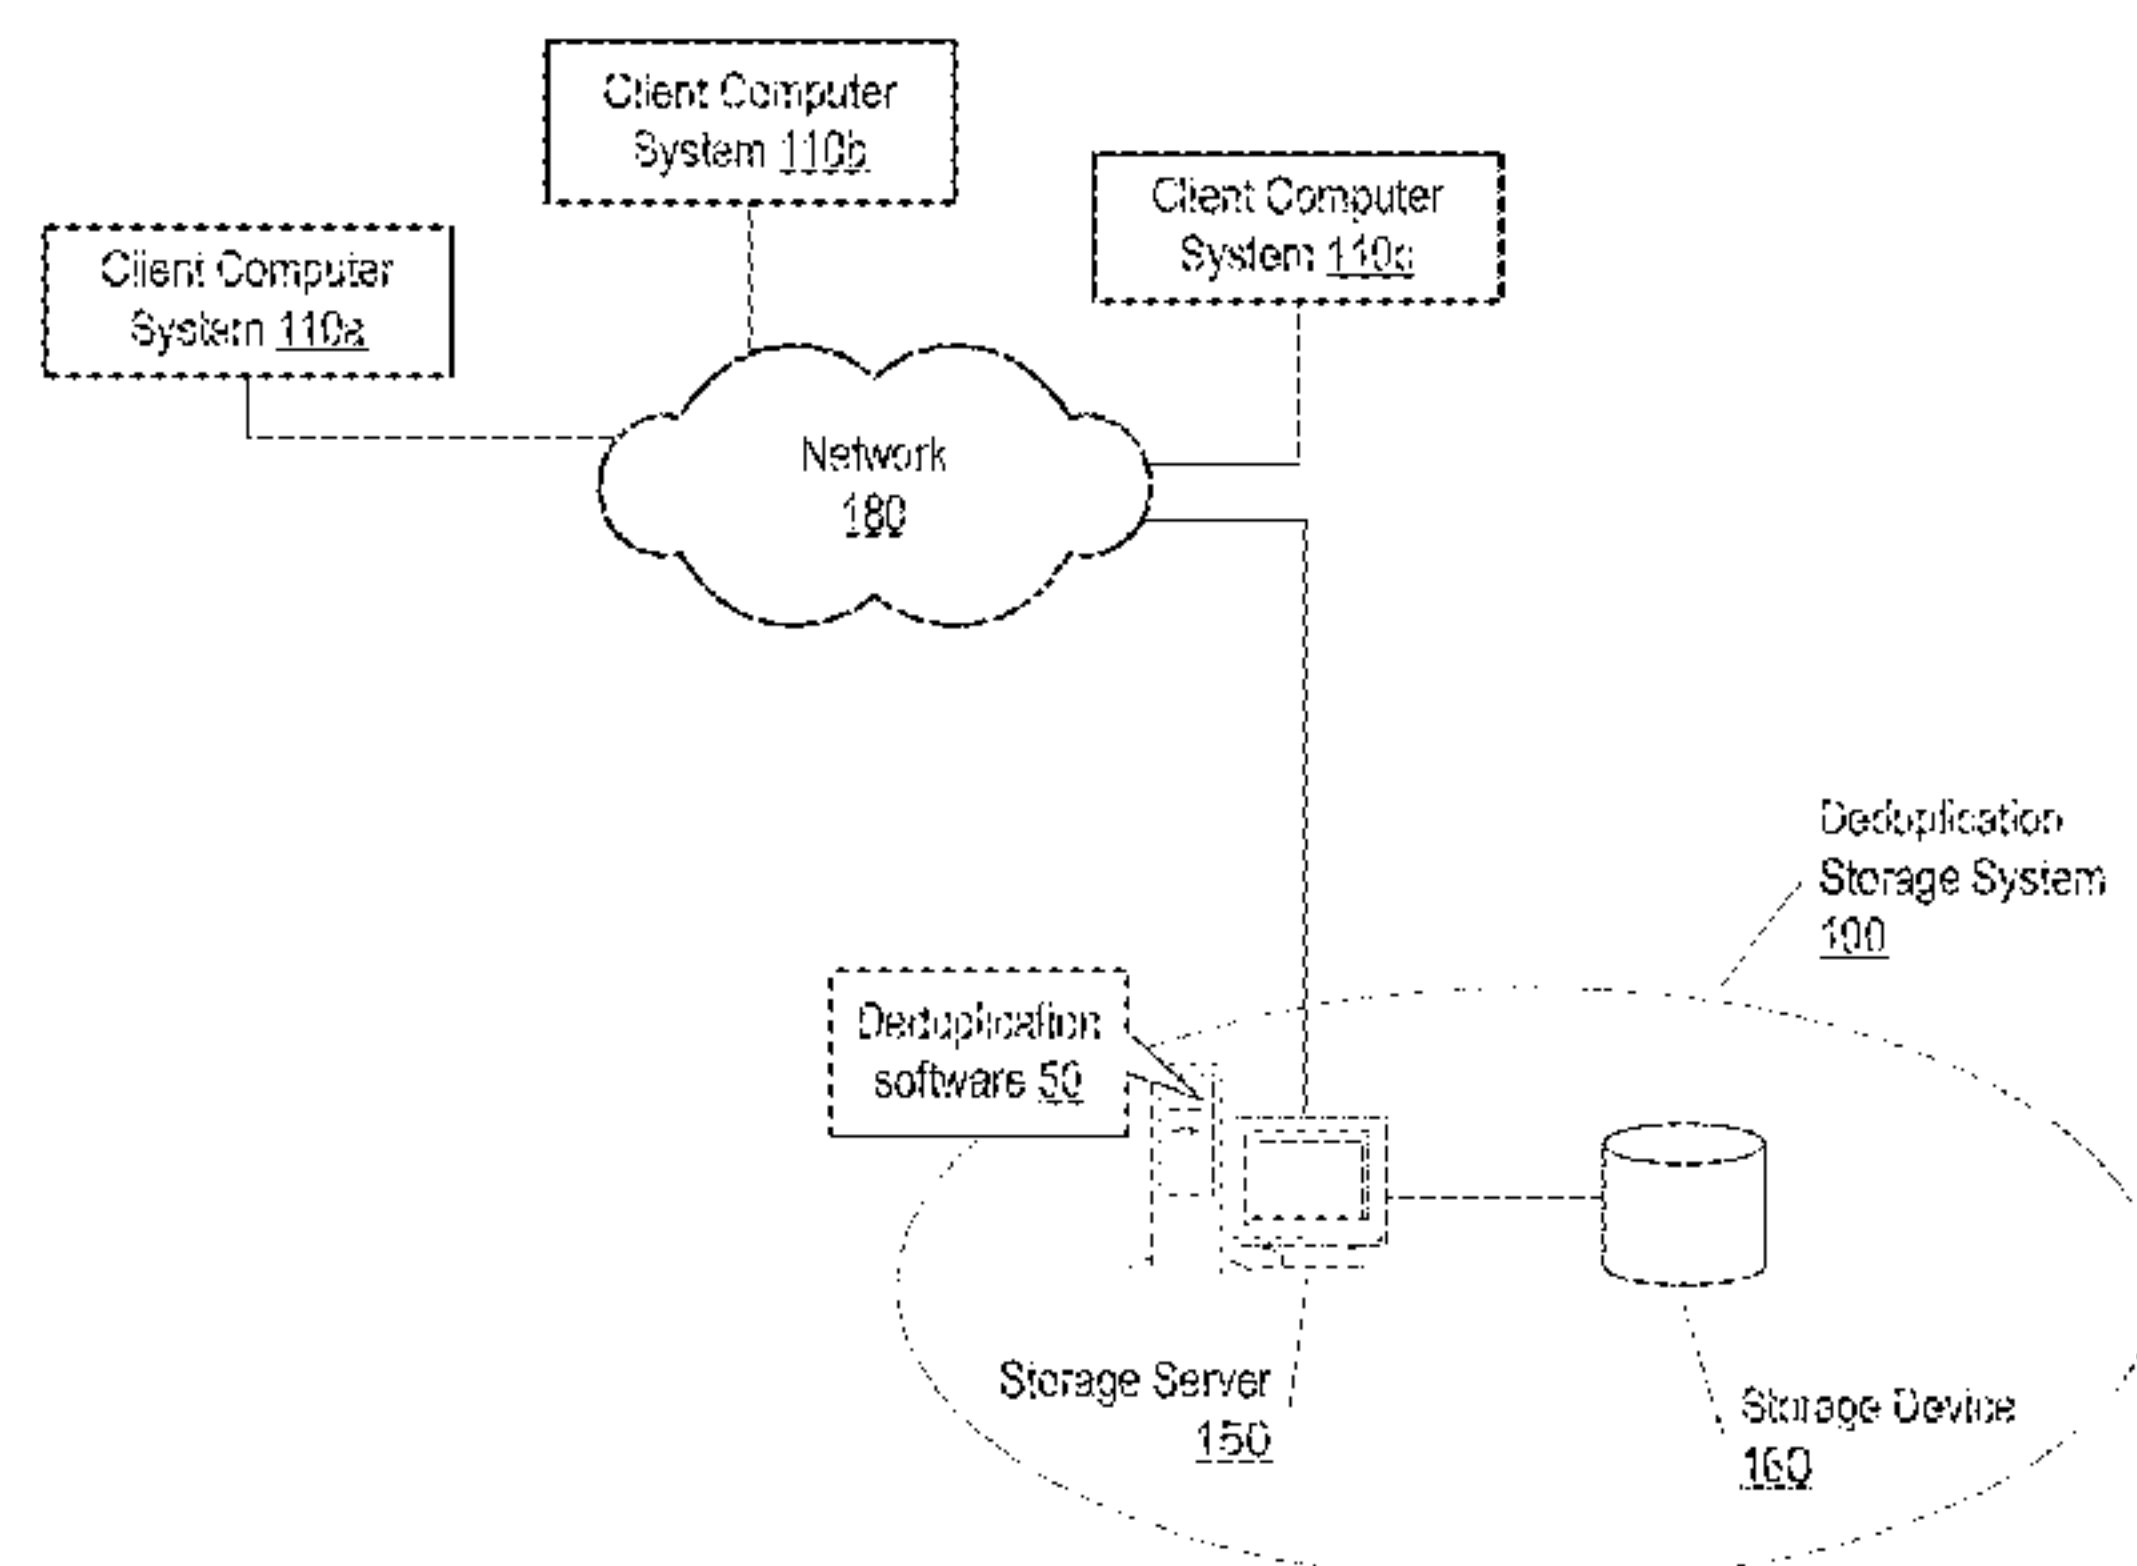 Client Computer
System 110b
Client Computer
System 110c
Client Computer
System 110a
Network
180
Deduplication
Storage System
100
Deduplication
software 50
Storage Server
150
Storage Device
160